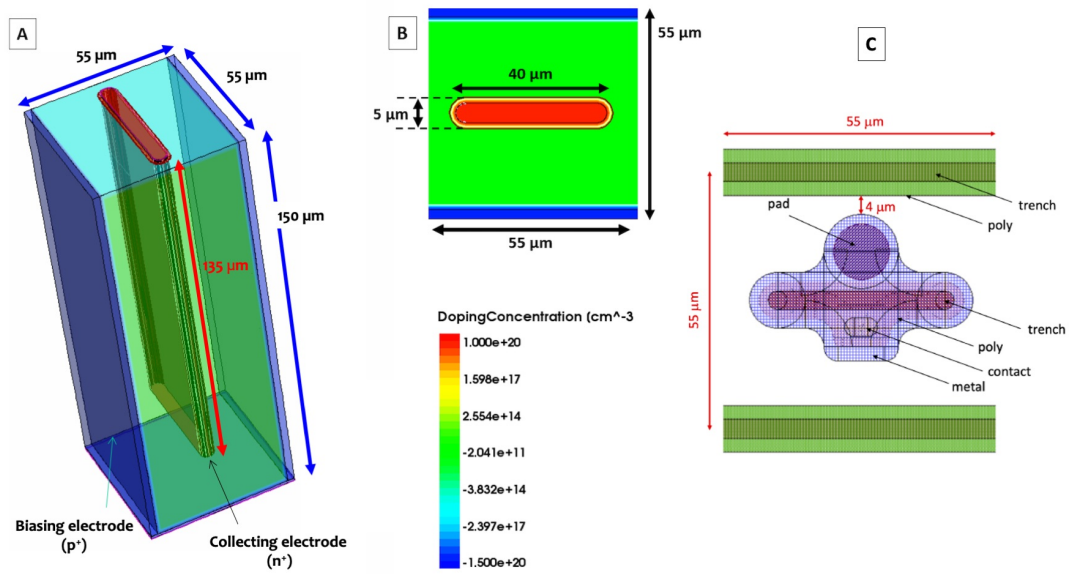 A
55 µm
55 µm
150 µm
135 µm
Biasing electrode
(p⁺)
Collecting electrode
(n⁺)
B
55 µm
40 µm
5 µm
55 µm
DopingConcentration (cm^-3
1.000e+20
1.598e+17
2.554e+14
-2.041e+11
-3.832e+14
-2.397e+17
-1.500e+20
C
55 µm
4 µm
55 µm
pad
trench
poly
trench
poly
contact
metal